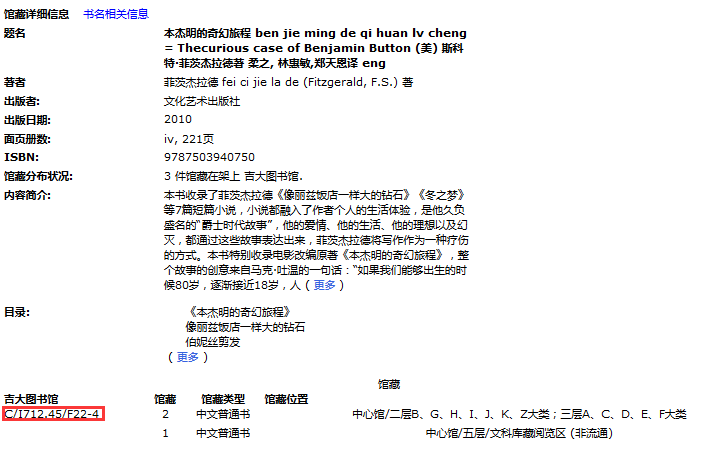 馆藏详细信息 书名相关信息
题名 本杰明的奇幻旅程 ben jie ming de qi huan lv cheng
= Thecurious case of Benjamin Button (美) 斯科
特·菲茨杰拉德著 柔之, 林惠敏,郑天恩译 eng
著者 菲茨杰拉德 fei ci jie la de (Fitzgerald, F.S.) 著
出版者: 文化艺术出版社
出版日期: 2010
面页册数: iv, 221页
ISBN: 9787503940750
馆藏分布状况: 3 件馆藏在架上 吉大图书馆.
内容简介: 本书收录了菲茨杰拉德《像丽兹饭店一样大的钻石》《冬之梦》
等7篇短篇小说，小说都融入了作者个人的生活体验，是他久负
盛名的“爵士时代故事”，他的爱情、他的生活、他的理想以及幻
灭，都通过这些故事表达出来，菲茨杰拉德将写作作为一种疗伤
的方式。本书特别收录电影改编原著《本杰明的奇幻旅程》，整
个故事的创意来自马克·吐温的一句话：“如果我们能够出生的时
候80岁，逐渐接近18岁，人 ( 更多 )
目录: 《本杰明的奇幻旅程》
像丽兹饭店一样大的钻石
伯妮丝剪发
( 更多 )
馆藏
吉大图书馆 馆藏 馆藏类型 馆藏位置
C/I712.45/F22-4 2 中文普通书 中心馆/二层B、G、H、I、J、K、Z大类；三层A、C、D、E、F大类
1 中文普通书 中心馆/五层/文科库藏阅览区 (非流通)